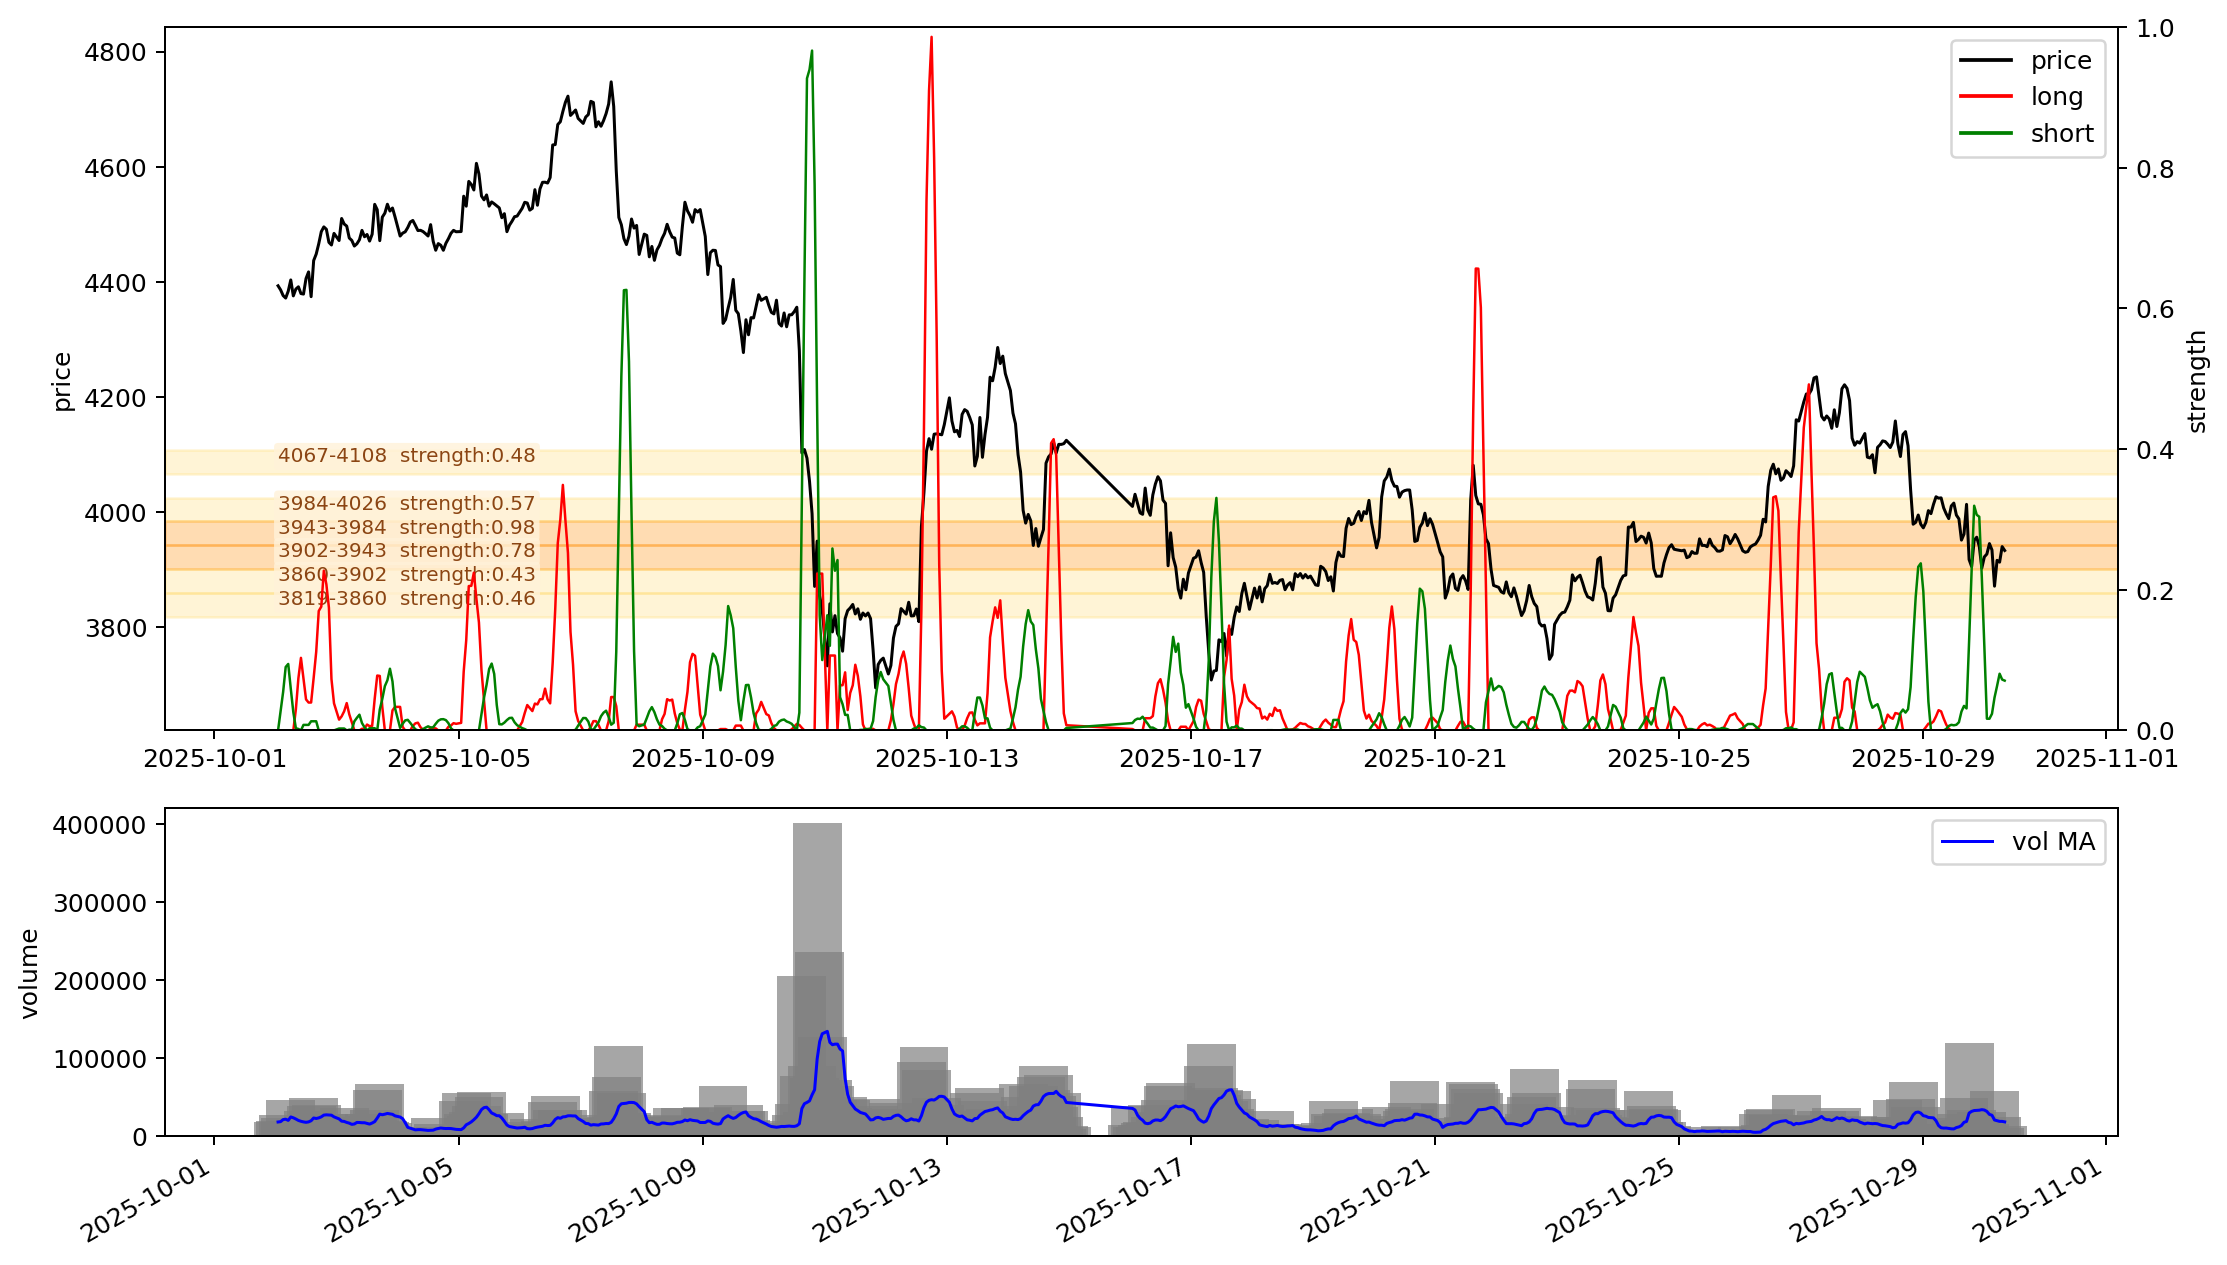 4800
4600
4400
4200
4000
3800
price
1.0
0.8
0.6
0.4
0.2
0.0
strength
price
long
short
4067-4108  strength:0.48
3984-4026  strength:0.57
3943-3984  strength:0.98
3902-3943  strength:0.78
3860-3902  strength:0.43
3819-3860  strength:0.46
2025-10-01 2025-10-05 2025-10-09 2025-10-13 2025-10-17 2025-10-21 2025-10-25 2025-10-29 2025-11-01
400000
300000
200000
100000
0
volume
vol MA
2025-10-01 2025-10-05 2025-10-09 2025-10-13 2025-10-17 2025-10-21 2025-10-25 2025-10-29 2025-11-01